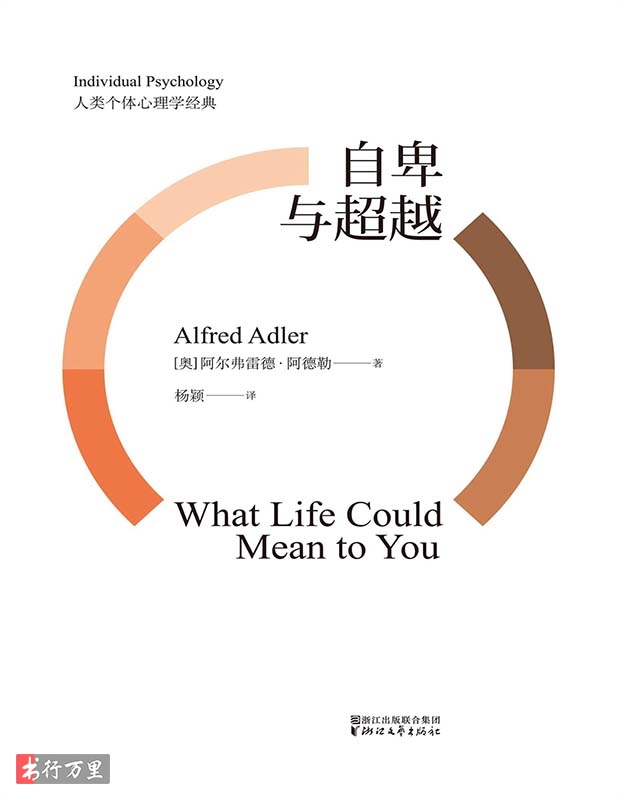 Individual Psychology
人类个体心理学经典
自卑
与超越
Alfred Adler
[奥]阿尔弗雷德·阿德勒——著
杨颖——译
What Life Could
Mean to You
浙江出版联合集团
浙江文艺出版社
书行万里